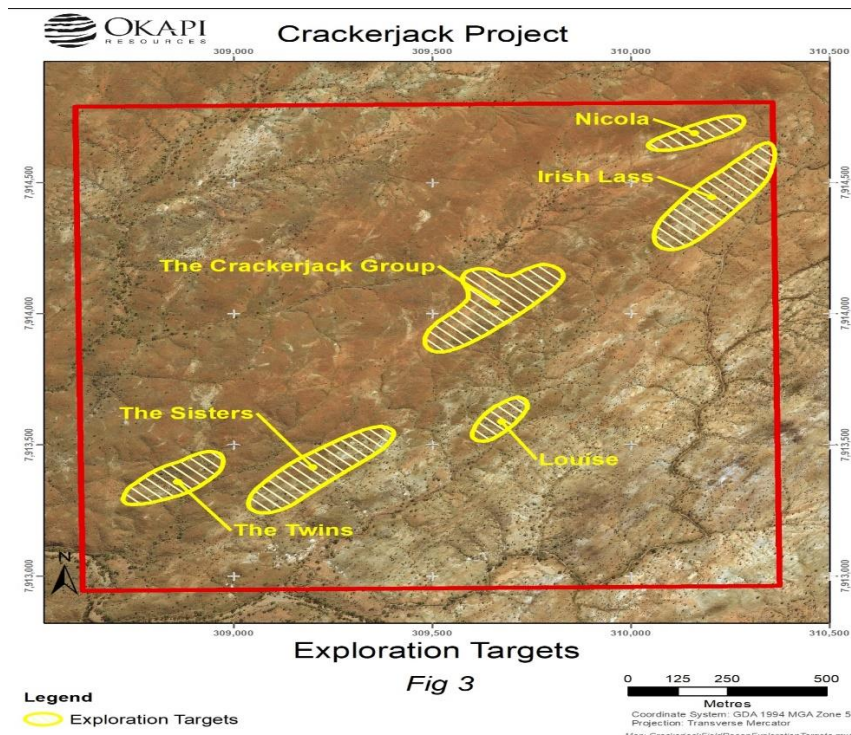 OKAPI
RESOURCES
Crackerjack Project
309,000 309,500 310,000 310,500
Nicola
7,914,500 7,914,500
Irish Lass
The Crackerjack Group
7,914,000 7,914,000
The Sisters
7,913,500 7,913,500
Louise
The Twins
N
7,913,000 7,913,000
309,000 309,500 310,000 310,500
Exploration Targets
Fig 3
Legend
Exploration Targets
0 125 250 500
Metres
Coordinate System: GDA 1994 MGA Zone 5
Projection: Transverse Mercator